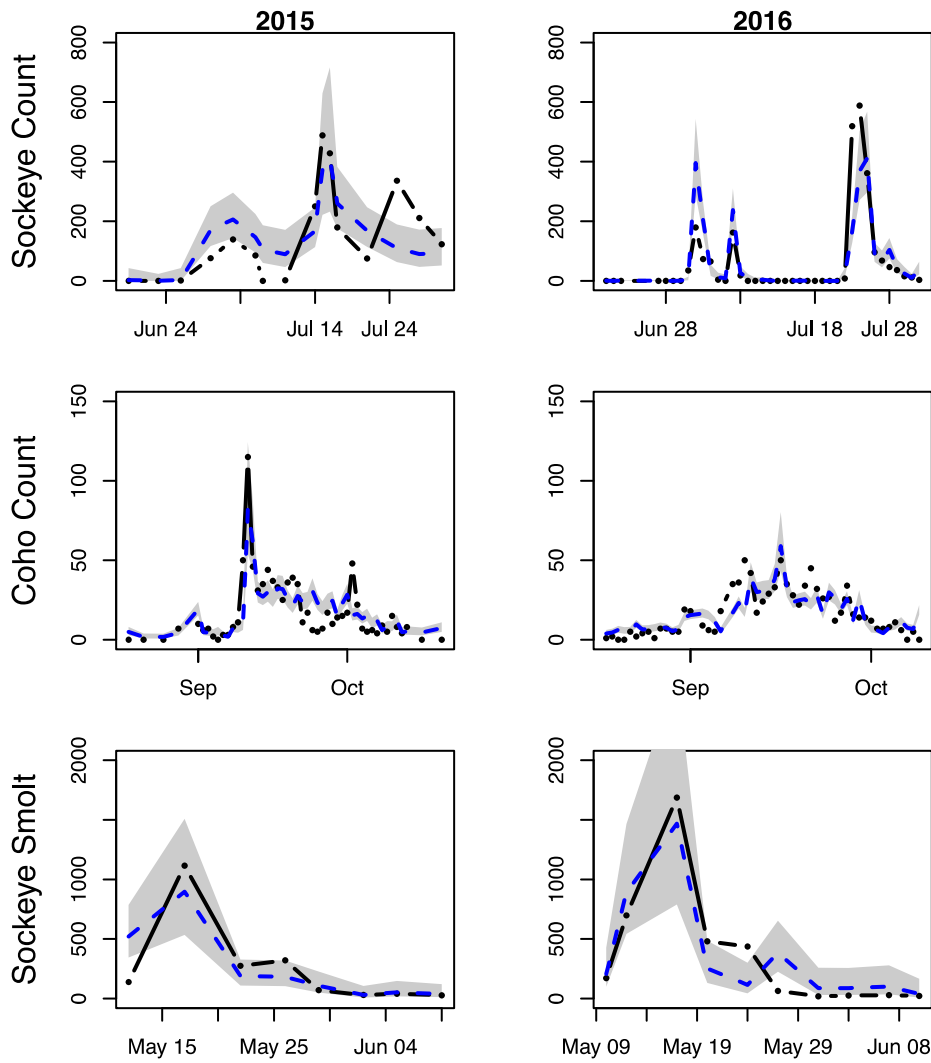 2015
2016
Sockeye Count
800
600
400
200
0
Jun 24
Jul 14
Jul 24
800
600
400
200
0
Jun 28
Jul 18
Jul 28
Coho Count
150
100
50
0
Sep
Oct
150
100
50
0
Sep
Oct
Sockeye Smolt
2000
1000
500
0
May 15
May 25
Jun 04
2000
1000
500
0
May 09
May 19
May 29
Jun 08